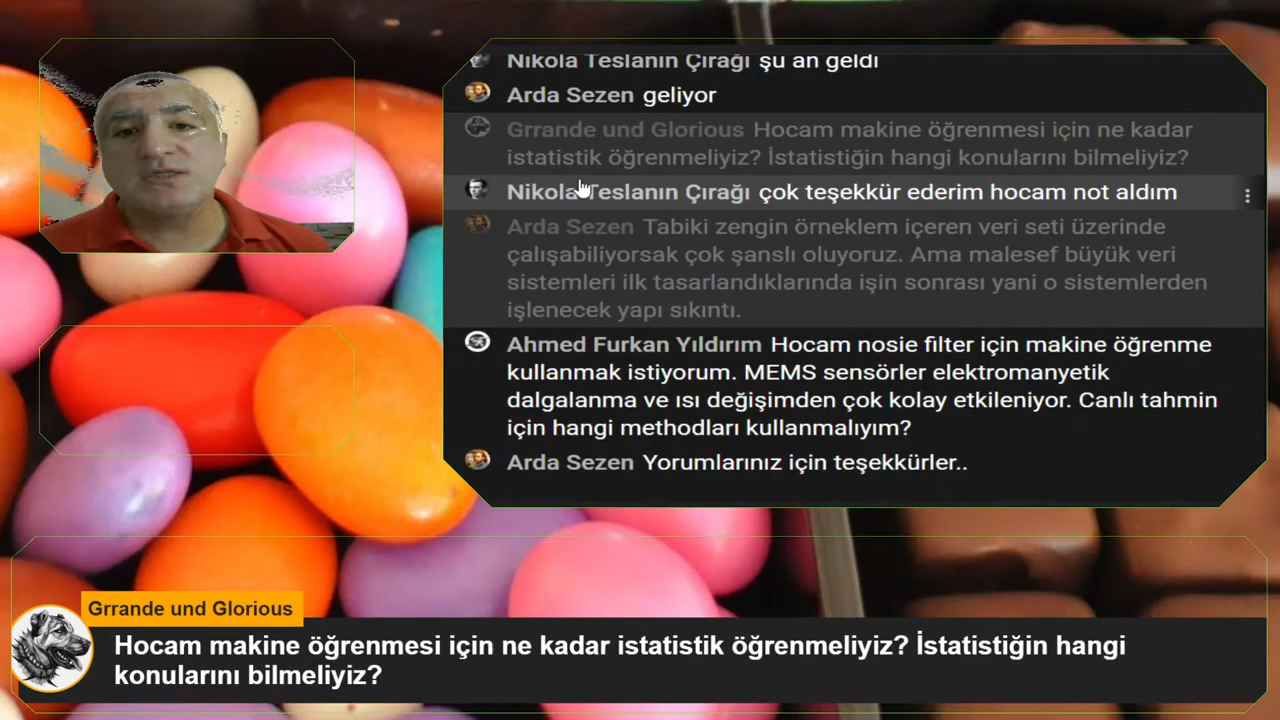 Nikola Teslanın Çırağı şu an geldi
Arda Sezen geliyor
Grrande und Glorious Hocam makine öğrenmesi için ne kadar
istatistik öğrenmeliyiz? İstatistiğin hangi konularını bilmeliyiz?
Nikola Teslanın Çırağı çok teşekkür ederim hocam not aldım
Arda Sezen Tabiki zengin örneklem içeren veri seti üzerinde
çalışabiliyorsak çok şanslı oluyoruz. Ama malesef büyük veri
sistemleri ilk tasarlandıklarında işin sonrası yani o sistemlerden
işlenecek yapı sıkıntı.
Ahmed Furkan Yıldırım Hocam nosie filter için makine öğrenme
kullanmak istiyorum. MEMS sensörler elektromanyetik
dalgalanma ve ısı değişimden çok kolay etkileniyor. Canlı tahmin
için hangi methodları kullanmalıyım?
Arda Sezen Yorumlarınız için teşekkürler..
Grrande und Glorious
Hocam makine öğrenmesi için ne kadar istatistik öğrenmeliyiz? İstatistiğin hangi
konularını bilmeliyiz?